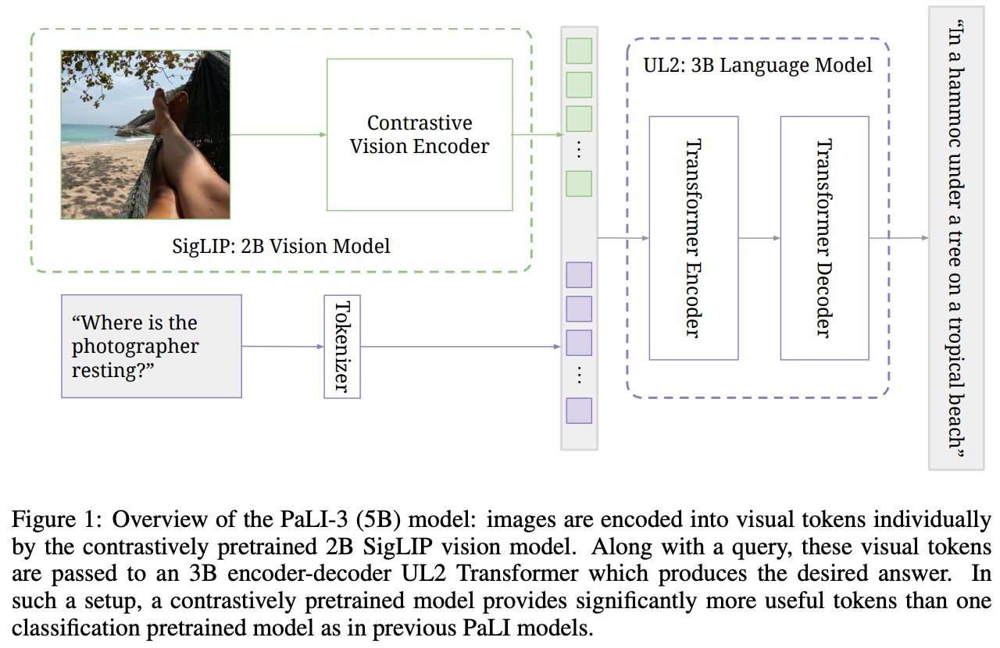 Contrastive
Vision Encoder
SigLIP: 2B Vision Model
“Where is the
photographer
resting?”
Tokenizer
UL2: 3B Language Model
Transformer Encoder
Transformer Decoder
“In a hammoc under a tree on a tropical beach”
Figure 1: Overview of the PaLI-3 (5B) model: images are encoded into visual tokens individually
by the contrastively pretrained 2B SigLIP vision model. Along with a query, these visual tokens
are passed to an 3B encoder-decoder UL2 Transformer which produces the desired answer. In
such a setup, a contrastively pretrained model provides significantly more useful tokens than one
classification pretrained model as in previous PaLI models.